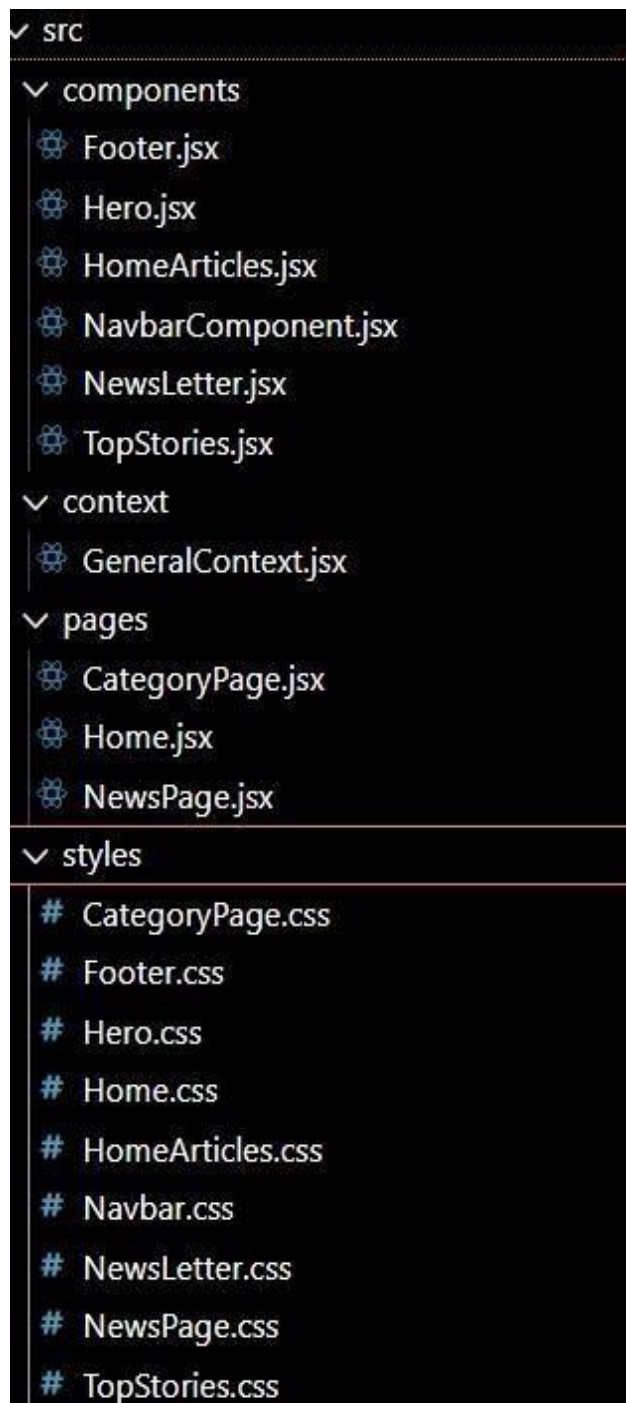 src
components
Footer.jsx
Hero.jsx
HomeArticles.jsx
NavbarComponent.jsx
NewsLetter.jsx
TopStories.jsx
context
GeneralContext.jsx
pages
CategoryPage.jsx
Home.jsx
NewsPage.jsx
styles
# CategoryPage.css
# Footer.css
# Hero.css
# Home.css
# HomeArticles.css
# Navbar.css
# NewsLetter.css
# NewsPage.css
# TopStories.css